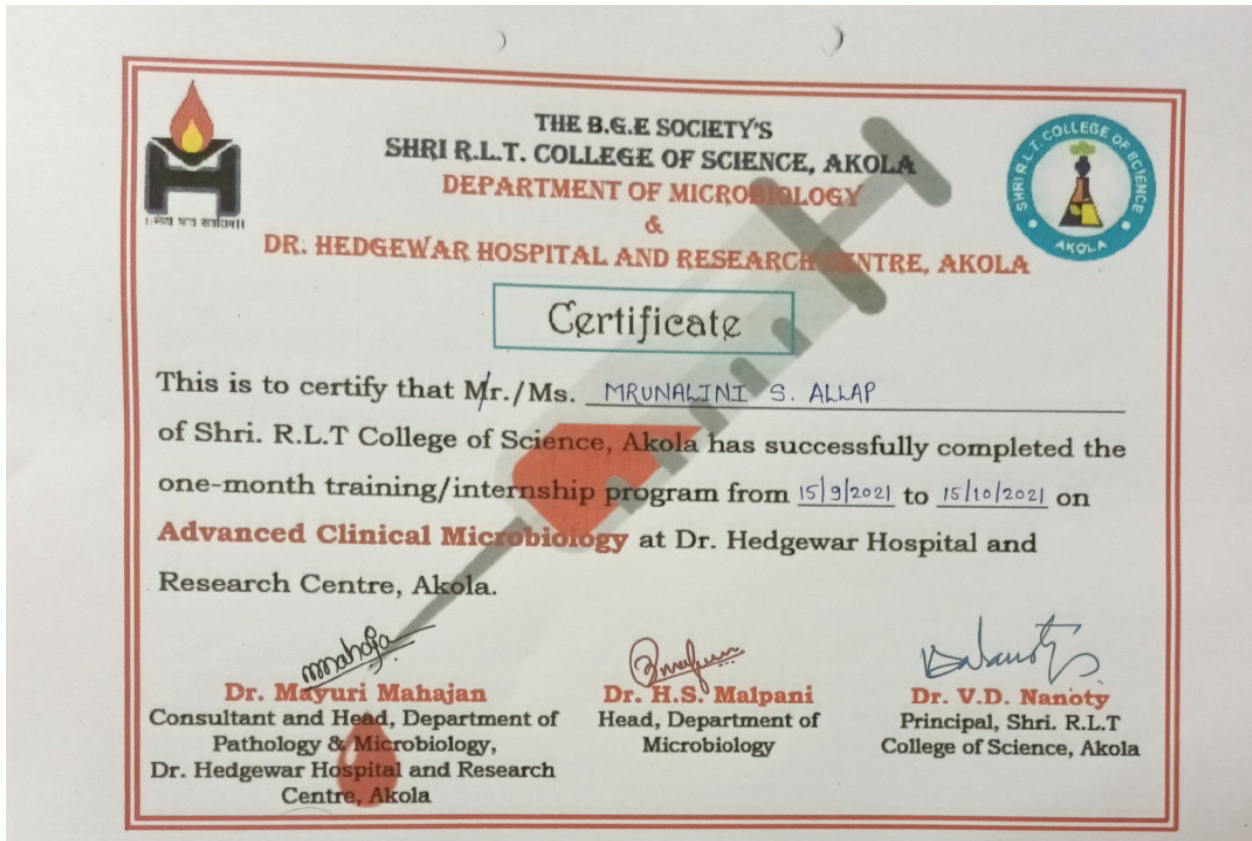 THE B.G.E SOCIETY'S
SHRI R.L.T. COLLEGE OF SCIENCE, AKOLA
DEPARTMENT OF MICROBIOLOGY
&
DR. HEDGEWAR HOSPITAL AND RESEARCH CENTRE, AKOLA
SHRI R.L.T. COLLEGE OF SCIENCE
AKOLA
Certificate
This is to certify that Mr./Ms. MRUNALINI S. ALLAP
of Shri. R.L.T College of Science, Akola has successfully completed the
one-month training/internship program from 15/9/2021 to 15/10/2021 on
Advanced Clinical Microbiology at Dr. Hedgewar Hospital and
Research Centre, Akola.
Dr. Mayuri Mahajan
Consultant and Head, Department of
Pathology & Microbiology,
Dr. Hedgewar Hospital and Research
Centre, Akola
Dr. H.S. Malpani
Head, Department of
Microbiology
Dr. V.D. Nanoty
Principal, Shri. R.L.T
College of Science, Akola